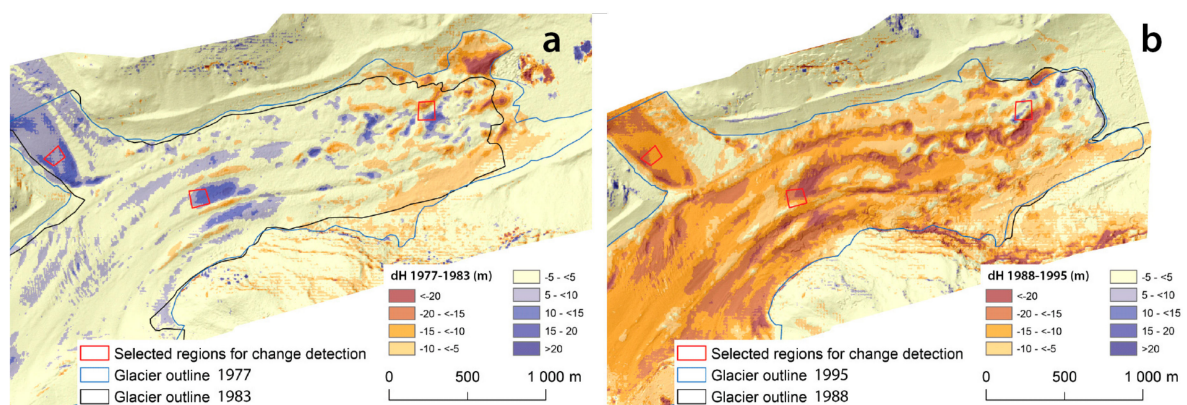 a
dH 1977-1983 (m)
<-20
-20 - <-15
-15 - <-10
-10 - <-5
-5 - <5
5 - <10
10 - <15
15 - 20
>20
Selected regions for change detection
Glacier outline 1977
Glacier outline 1983
0 500 1 000 m
b
dH 1988-1995 (m)
<-20
-20 - <-15
-15 - <-10
-10 - <-5
-5 - <5
5 - <10
10 - <15
15 - 20
>20
Selected regions for change detection
Glacier outline 1995
Glacier outline 1988
0 500 1 000 m